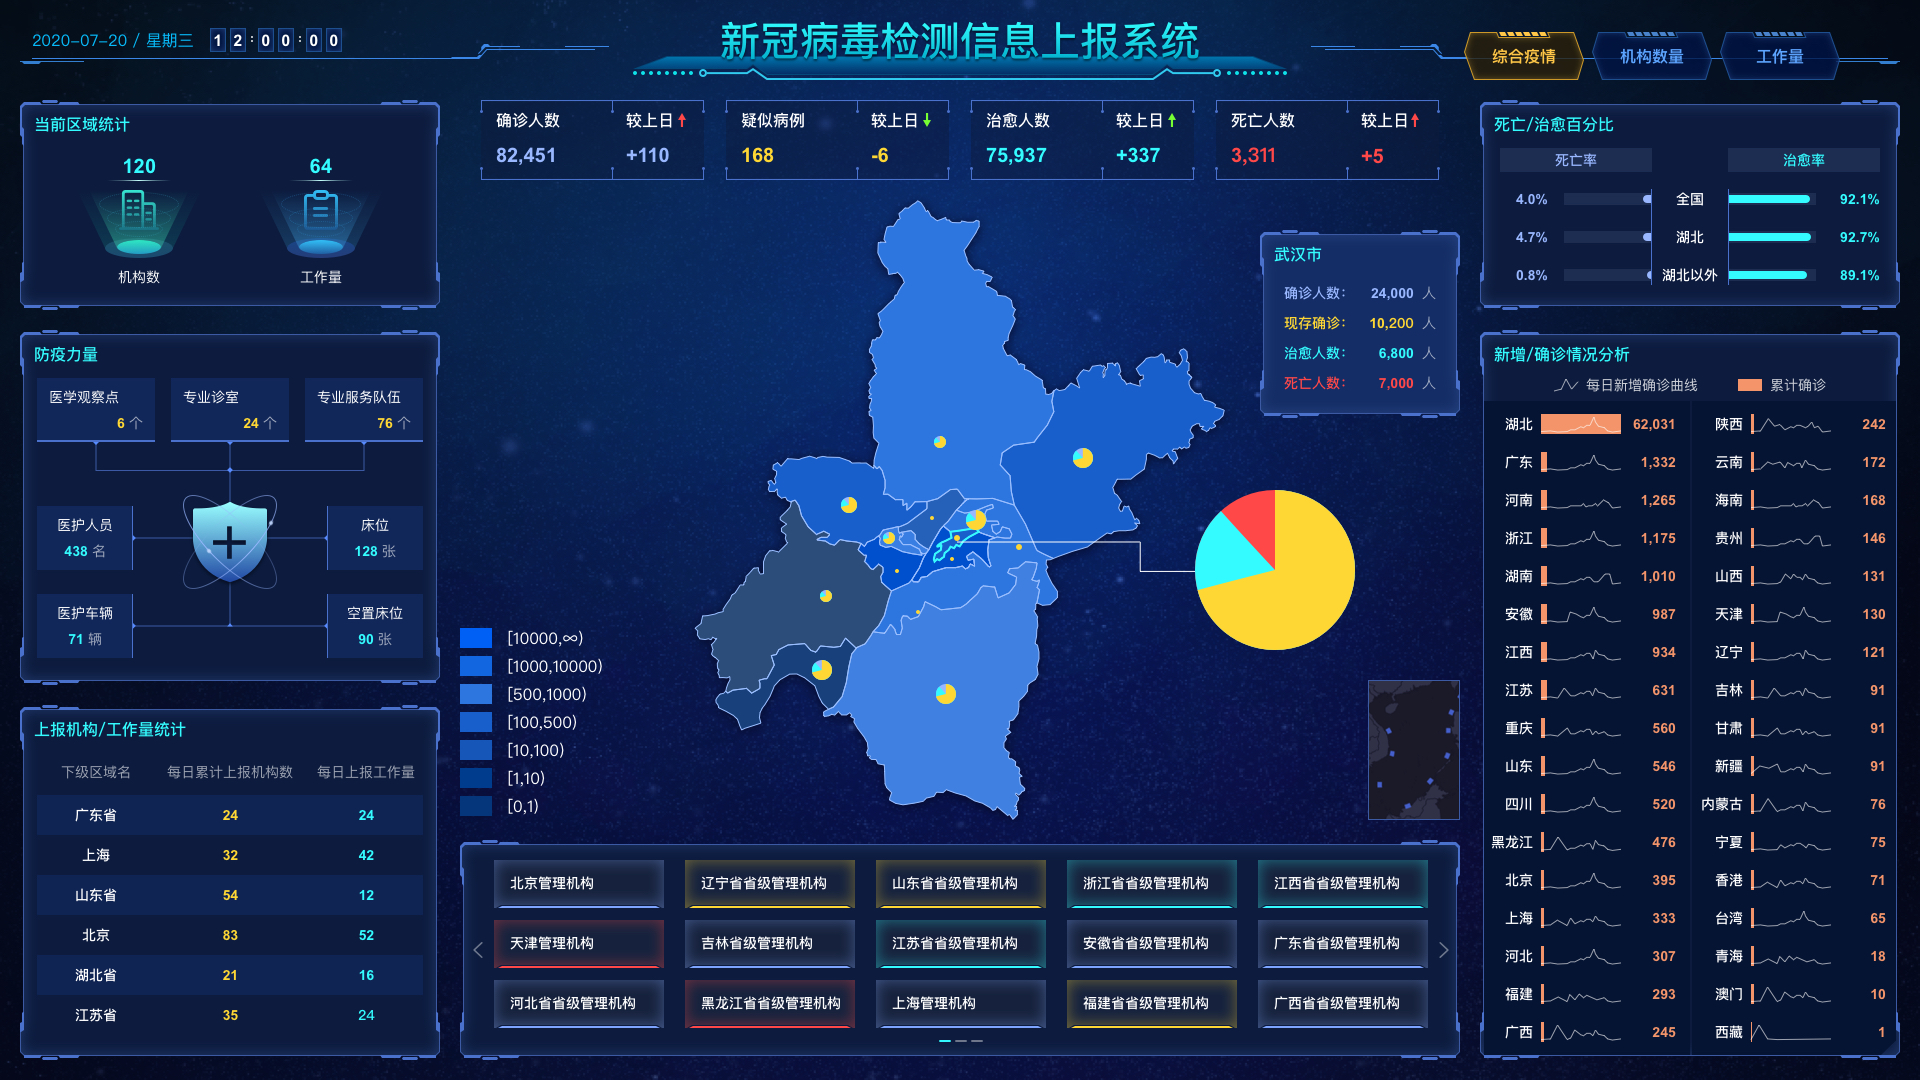 2020-07-20 / 星期三 12:00:00
新冠病毒检测信息上报系统
综合疫情 机构数量 工作量
当前区域统计
120 64
机构数 工作量
防疫力量
医学观察点 专业诊室 专业服务队伍
6 个 24 个 76 个
医护人员 床位
438 名 128 张
医护车辆 空置床位
71 辆 90 张
上报机构/工作量统计
下级区域名 每日累计上报机构数 每日上报工作量
广东省 24 24
上海 32 42
山东省 54 12
北京 83 52
湖北省 21 16
江苏省 35 24
确诊人数 较上日 疑似病例 较上日 治愈人数 较上日 死亡人数 较上日
82,451 +110 168 -6 75,937 +337 3,311 +5
武汉市
确诊人数: 24,000 人
现存确诊: 10,200 人
治愈人数: 6,800 人
死亡人数: 7,000 人
[10000,∞)
[1000,10000)
[500,1000)
[100,500)
[10,100)
[1,10)
[0,1)
北京管理机构 辽宁省省级管理机构 山东省省级管理机构 浙江省省级管理机构 江西省省级管理机构
天津管理机构 吉林省级管理机构 江苏省省级管理机构 安徽省省级管理机构 广东省省级管理机构
河北省省级管理机构 黑龙江省省级管理机构 上海管理机构 福建省省级管理机构 广西省省级管理机构
死亡/治愈百分比
死亡率 治愈率
4.0% 全国 92.1%
4.7% 湖北 92.7%
0.8% 湖北以外 89.1%
新增/确诊情况分析
每日新增确诊曲线 累计确诊
湖北 62,031 陕西 242
广东 1,332 云南 172
河南 1,265 海南 168
浙江 1,175 贵州 146
湖南 1,010 山西 131
安徽 987 天津 130
江西 934 辽宁 121
江苏 631 吉林 91
重庆 560 甘肃 91
山东 546 新疆 91
四川 520 内蒙古 76
黑龙江 476 宁夏 75
北京 395 香港 71
上海 333 台湾 65
河北 307 青海 18
福建 293 澳门 10
广西 245 西藏 1